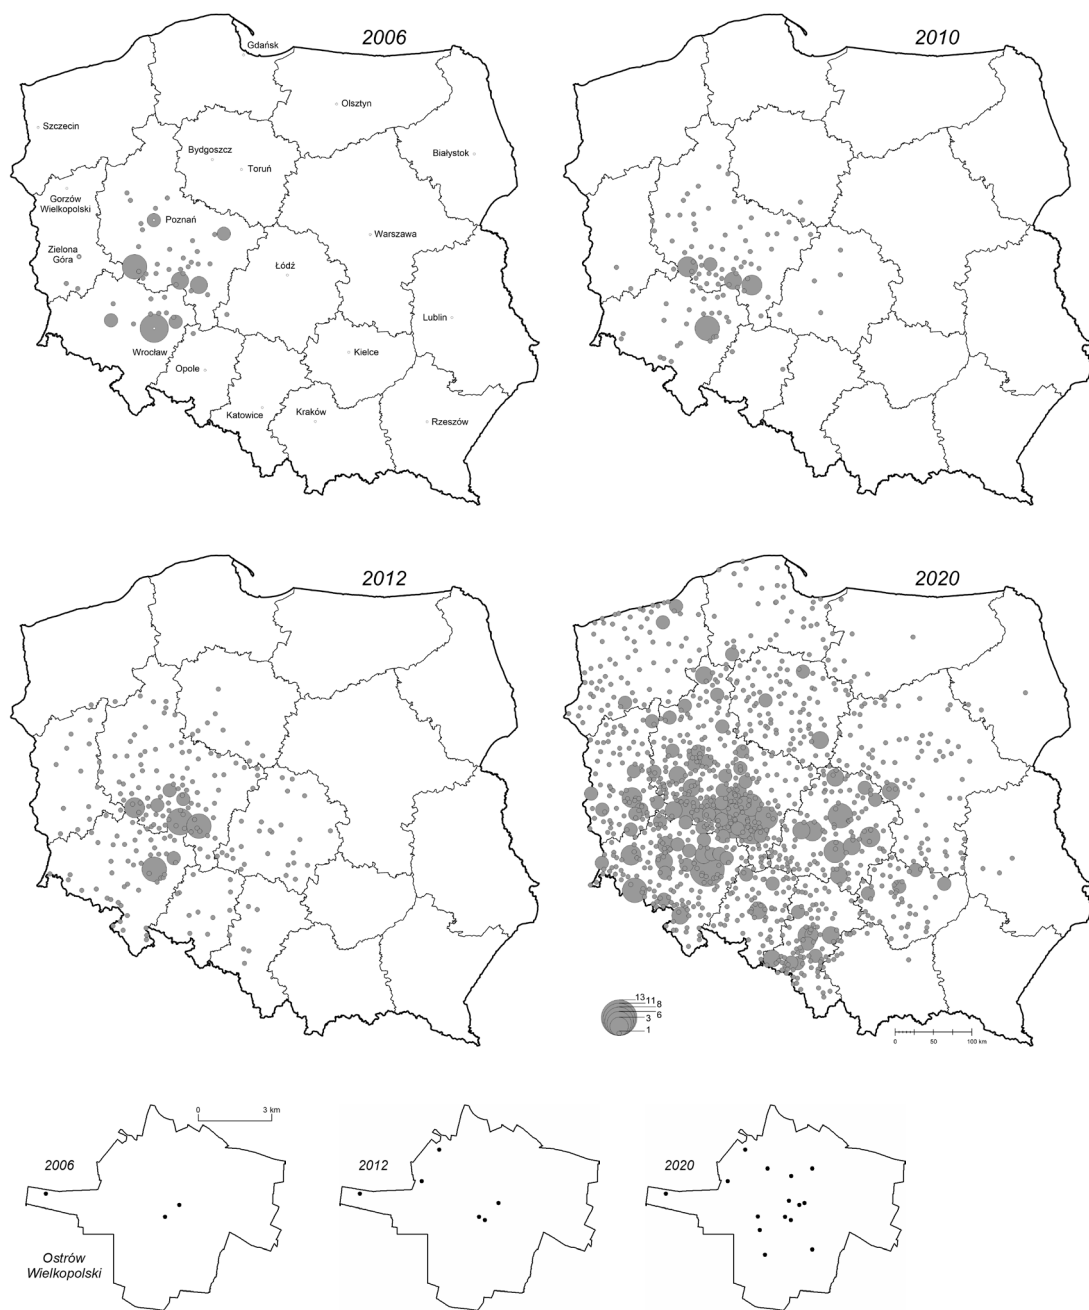 2006
Gdańsk
Olsztyn
Szczecin
Bydgoszcz
Toruń
Białystok
Gorzów
Wielkopolski
Poznań
Warszawa
Zielona
Góra
Łódź
Lublin
Wrocław
Kielce
Opole
Katowice
Kraków
Rzeszów
2010
2012
2020
13
11
8
6
3
1
0 50 100 km
0 3 km
2006
Ostrów
Wielkopolski
2012
2020